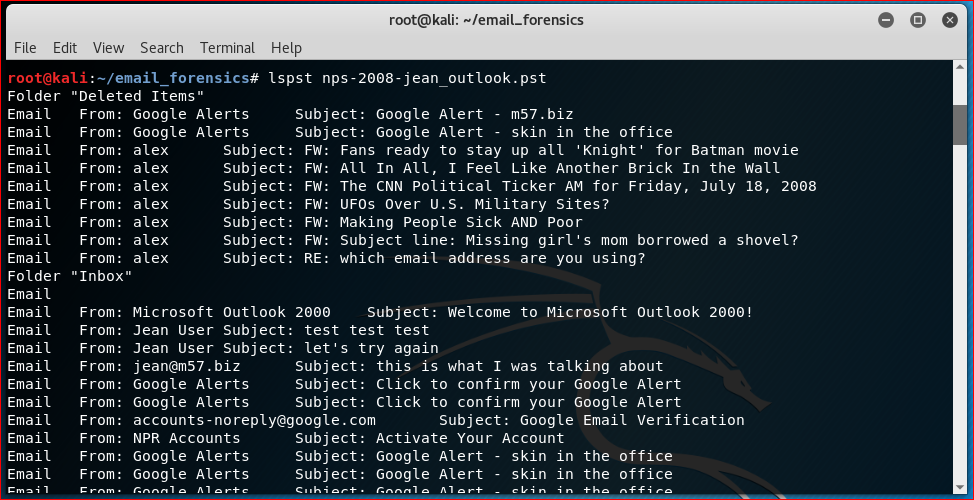 root@kali: ~/email_forensics
File Edit View Search Terminal Help
root@kali:~/email_forensics# lspst nps-2008-jean_outlook.pst
Folder "Deleted Items"
Email From: Google Alerts Subject: Google Alert - m57.biz
Email From: Google Alerts Subject: Google Alert - skin in the office
Email From: alex Subject: FW: Fans ready to stay up all 'Knight' for Batman movie
Email From: alex Subject: FW: All In All, I Feel Like Another Brick In the Wall
Email From: alex Subject: FW: The CNN Political Ticker AM for Friday, July 18, 2008
Email From: alex Subject: FW: UFOs Over U.S. Military Sites?
Email From: alex Subject: FW: Making People Sick AND Poor
Email From: alex Subject: FW: Subject line: Missing girl's mom borrowed a shovel?
Email From: alex Subject: RE: which email address are you using?
Folder "Inbox"
Email
Email From: Microsoft Outlook 2000 Subject: Welcome to Microsoft Outlook 2000!
Email From: Jean User Subject: test test test
Email From: Jean User Subject: let's try again
Email From: jean@m57.biz Subject: this is what I was talking about
Email From: Google Alerts Subject: Click to confirm your Google Alert
Email From: Google Alerts Subject: Click to confirm your Google Alert
Email From: accounts-noreply@google.com Subject: Google Email Verification
Email From: NPR Accounts Subject: Activate Your Account
Email From: Google Alerts Subject: Google Alert - skin in the office
Email From: Google Alerts Subject: Google Alert - skin in the office
Email From: Google Alerts Subject: Google Alert - skin in the office